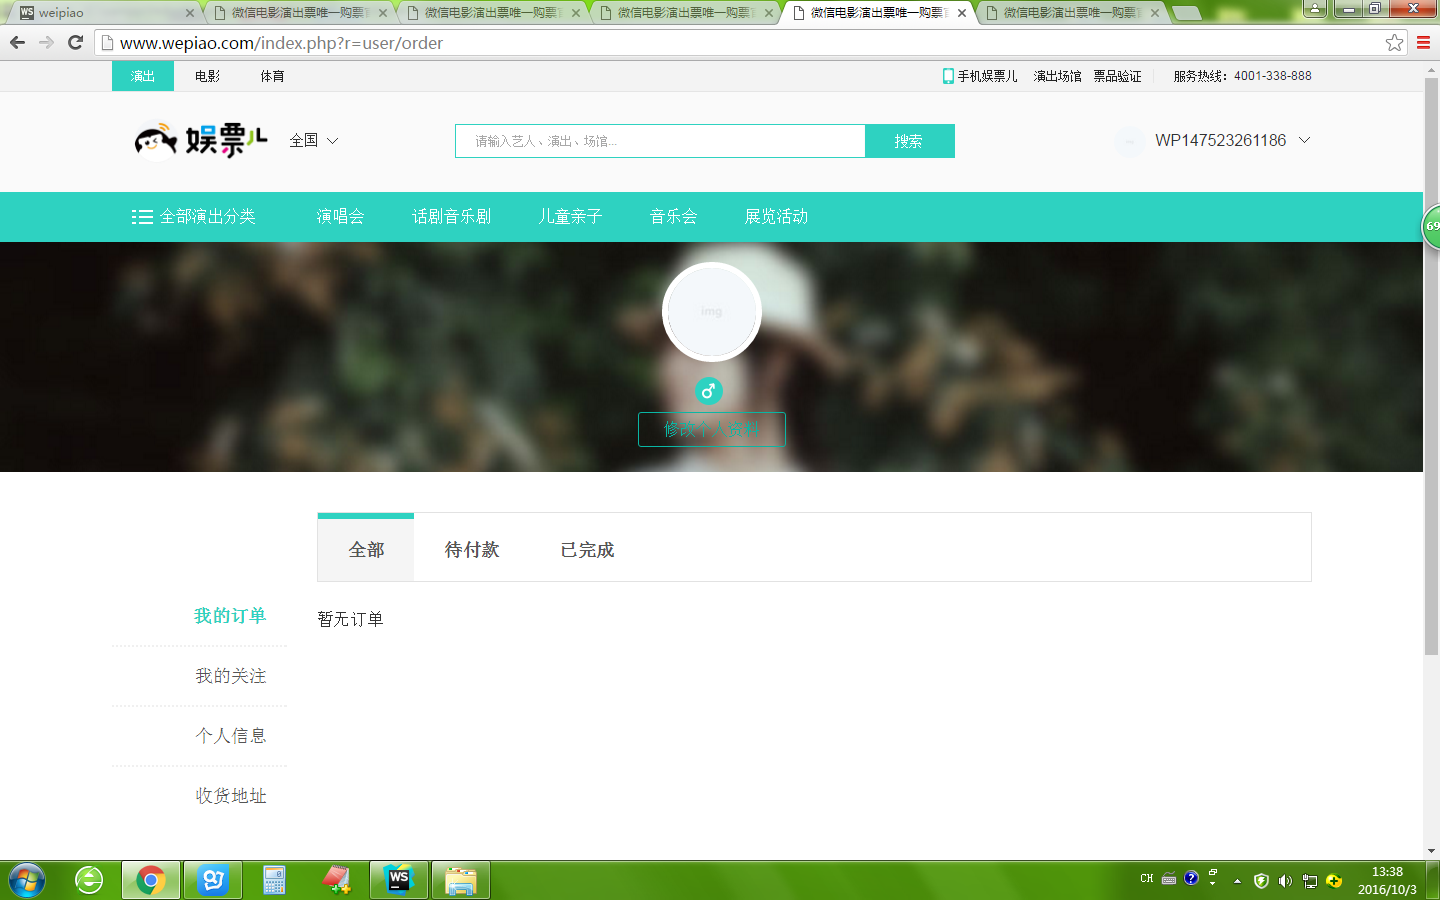 WS weipiao
微信电影演出票唯一购票
微信电影演出票唯一购票
微信电影演出票唯一购票
微信电影演出票唯一购票
微信电影演出票唯一购票
www.wepiao.com/index.php?r=user/order
演出 电影 体育 手机娱票儿 演出场馆 票品验证 服务热线：4001-338-888
娱票儿 全国 请输入艺人、演出、场馆... 搜索 WP147523261186
全部演出分类 演唱会 话剧音乐剧 儿童亲子 音乐会 展览活动
69
img
修改个人资料
全部 待付款 已完成
我的订单
暂无订单
我的关注
个人信息
收货地址
WS
CH
13:38
2016/10/3